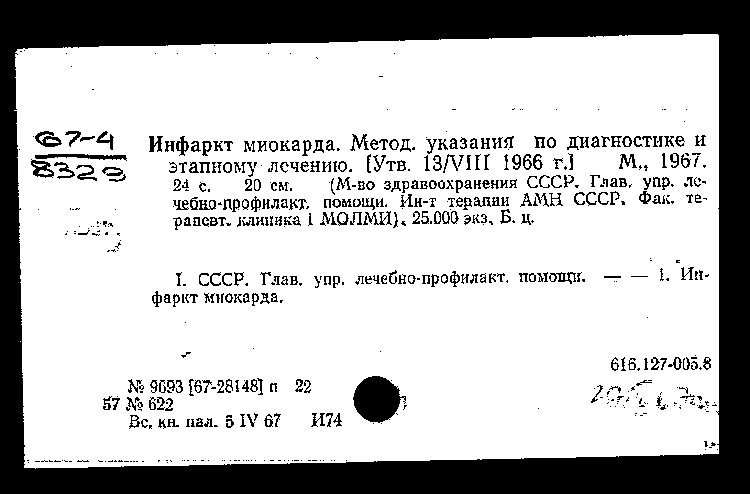 67-4
8323
Инфаркт миокарда. Метод. указания по диагностике и
этапному лечению. [Утв. 13/VIII 1966 г.] М., 1967.
24 с. 20 см. (М-во здравоохранения СССР. Глав. упр. ле-
чебно-профилакт. помощи. Ин-т терапии АМН СССР. Фак. те-
рапевт. клиника 1 МОЛМИ). 25.000 экз. Б. ц.
I. СССР. Глав. упр. лечебно-профилакт. помощи. — — 1. Ин-
фаркт миокарда.
616.127-005.8
№ 9693 [67-28148] п 22
57 № 622
Вс. кн. пал. 5 IV 67 И74